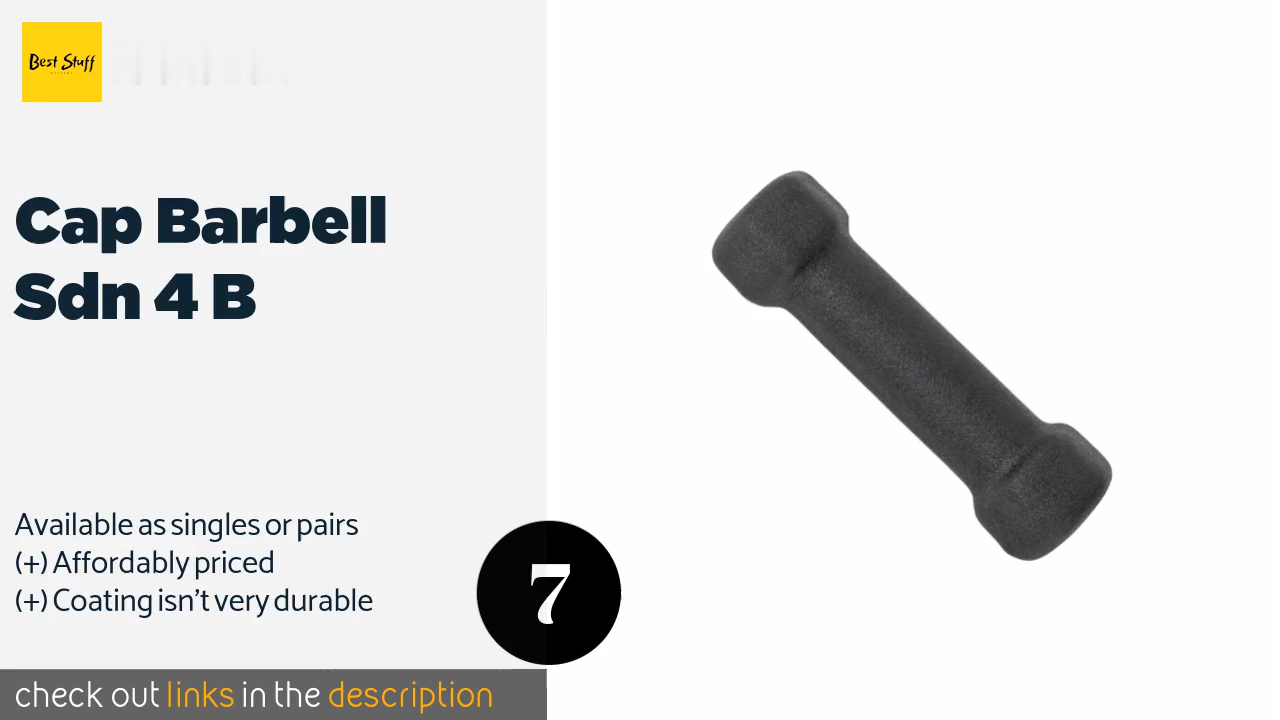 Best Stuff
Cap Barbell
Sdn 4 B
Available as singles or pairs
(+) Affordably priced
(+) Coating isn't very durable
7
check out links in the description